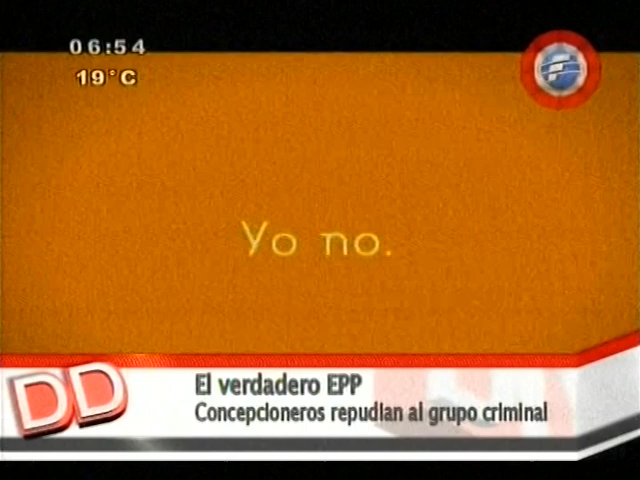 06:54
19°C
Yo no.
DD
El verdadero EPP
Concepcioneros repudian al grupo criminal